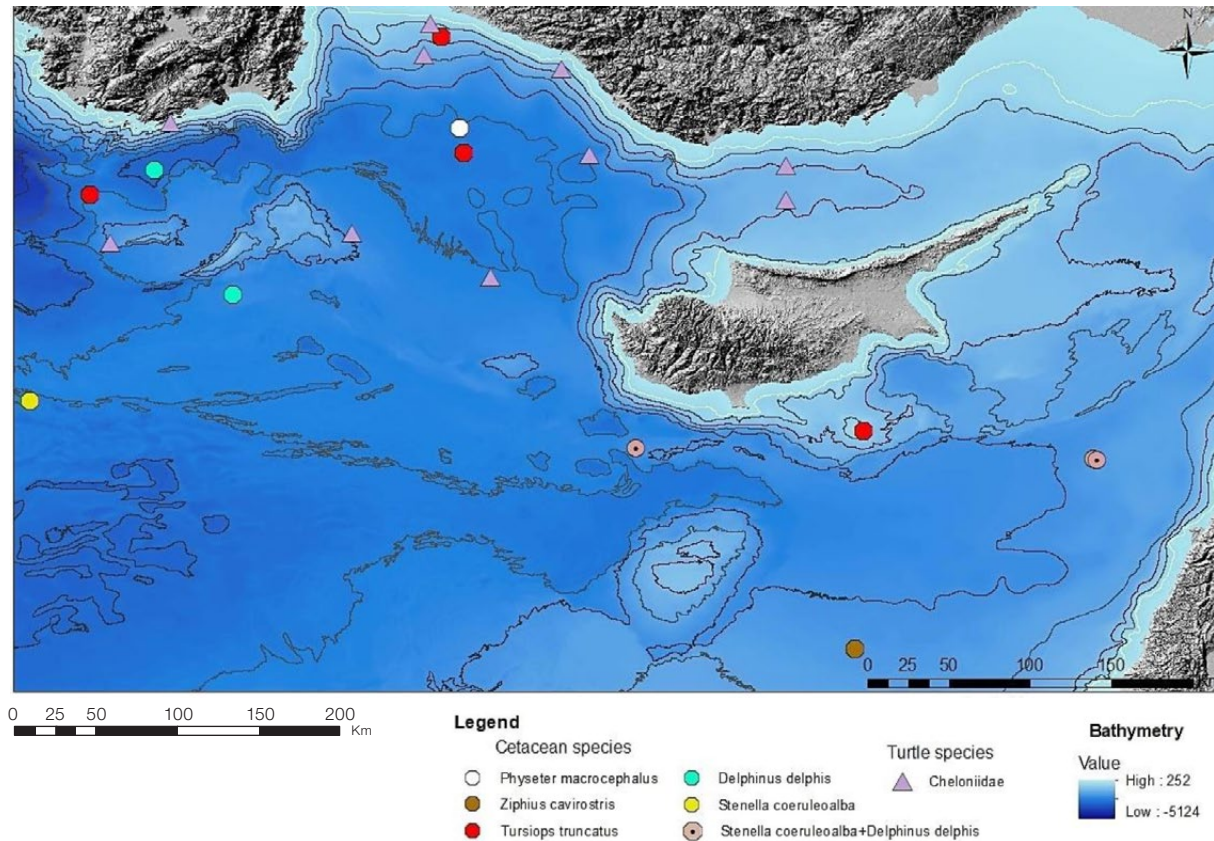 N
0 25 50 100 150
0 25 50 100 150 200
Km
Legend
Cetacean species
Physeter macrocephalus
Ziphius cavirostris
Tursiops truncatus
Delphinus delphis
Stenella coeruleoalba
Stenella coeruleoalba+Delphinus delphis
Turtle species
Cheloniidae
Bathymetry
Value
High : 252
Low : -5124